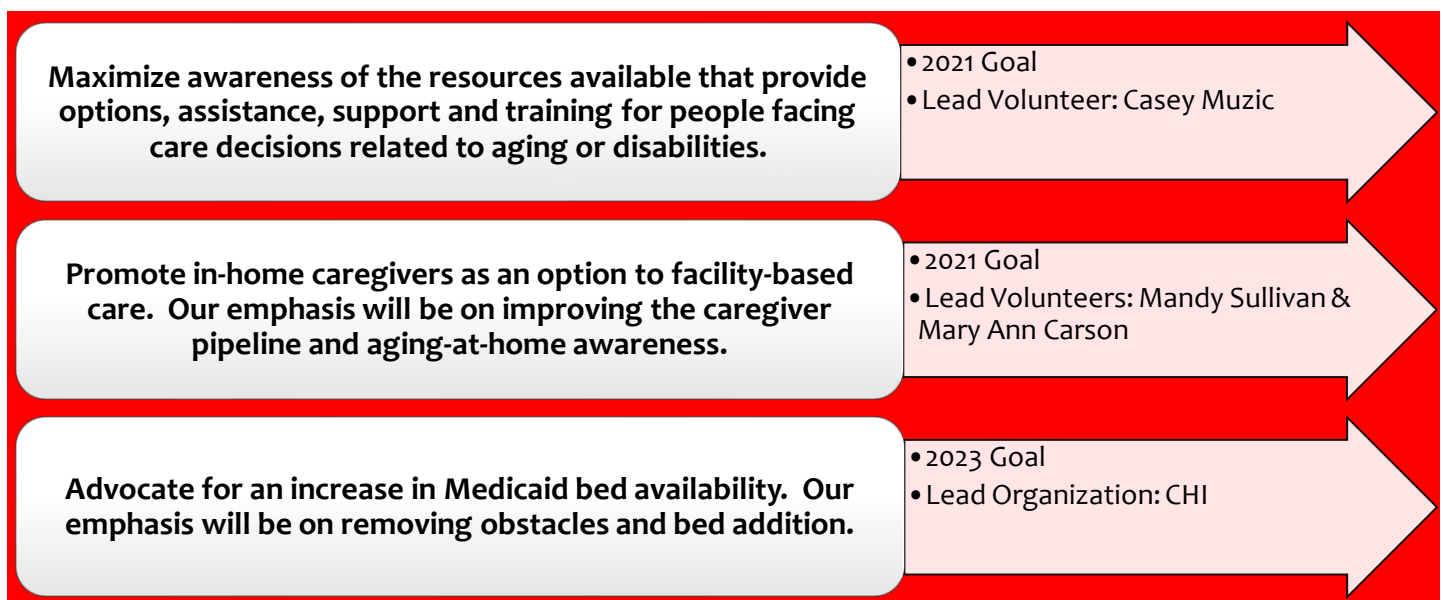 Maximize awareness of the resources available that provide
options, assistance, support and training for people facing
care decisions related to aging or disabilities.
•2021 Goal
•Lead Volunteer: Casey Muzic
Promote in-home caregivers as an option to facility-based
care.  Our emphasis will be on improving the caregiver
pipeline and aging-at-home awareness.
•2021 Goal
•Lead Volunteers: Mandy Sullivan &
Mary Ann Carson
Advocate for an increase in Medicaid bed availability.  Our
emphasis will be on removing obstacles and bed addition.
•2023 Goal
•Lead Organization: CHI